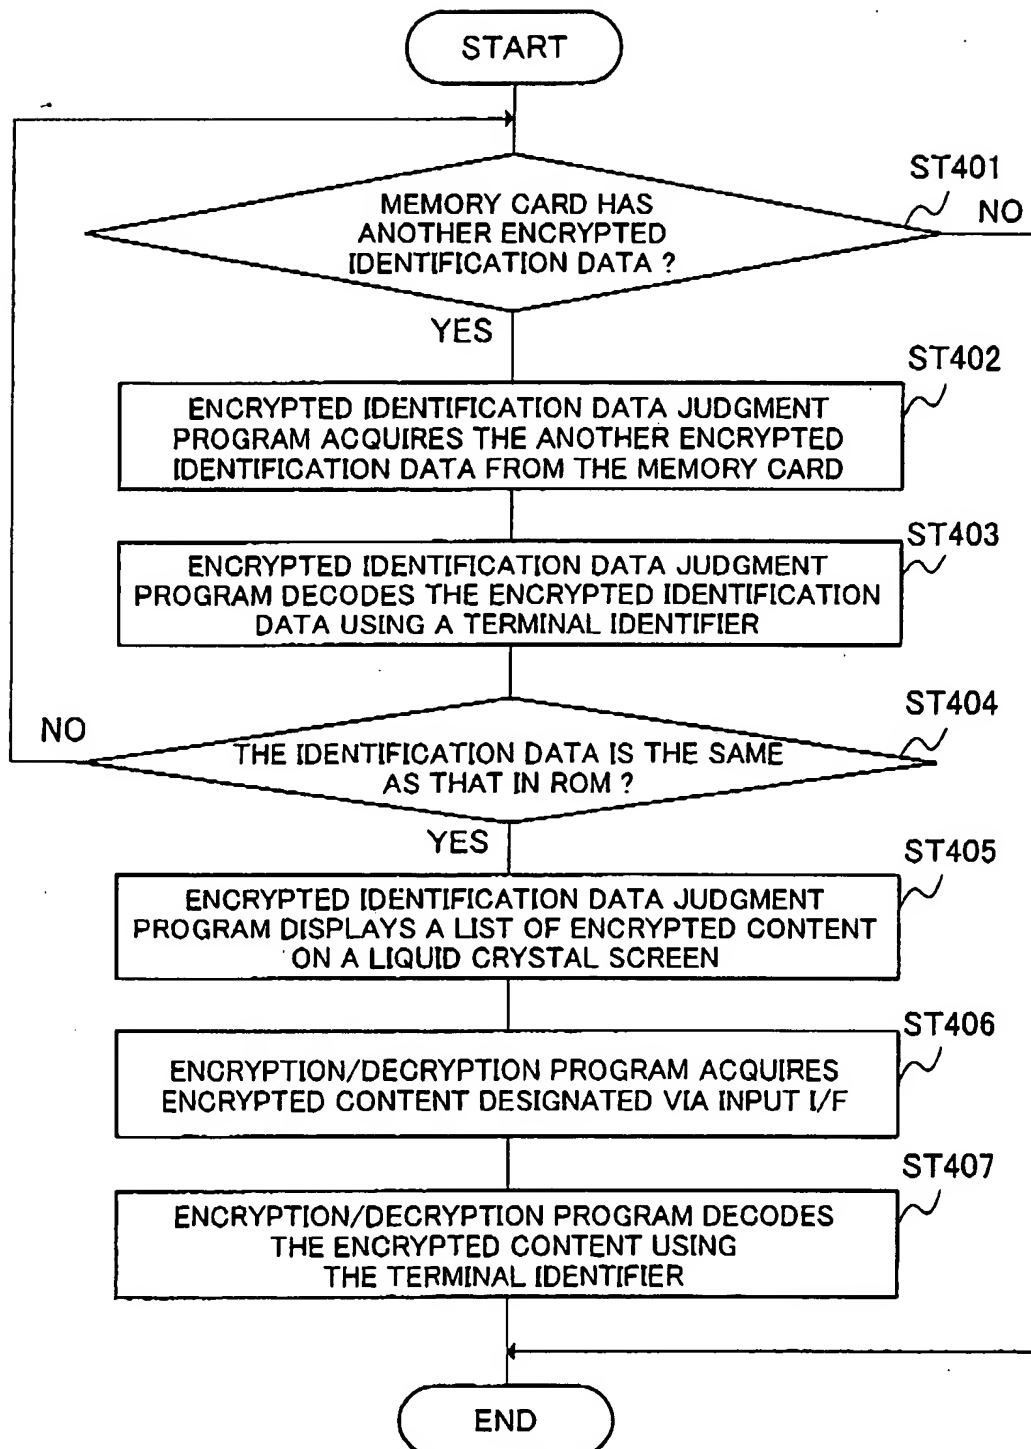 START
ST401
MEMORY CARD HAS
ANOTHER ENCRYPTED
IDENTIFICATION DATA ?
NO
YES
ST402
ENCRYPTED IDENTIFICATION DATA JUDGMENT
PROGRAM ACQUIRES THE ANOTHER ENCRYPTED
IDENTIFICATION DATA FROM THE MEMORY CARD
ST403
ENCRYPTED IDENTIFICATION DATA JUDGMENT
PROGRAM DECODES THE ENCRYPTED IDENTIFICATION
DATA USING A TERMINAL IDENTIFIER
ST404
NO
THE IDENTIFICATION DATA IS THE SAME
AS THAT IN ROM ?
YES
ST405
ENCRYPTED IDENTIFICATION DATA JUDGMENT
PROGRAM DISPLAYS A LIST OF ENCRYPTED CONTENT
ON A LIQUID CRYSTAL SCREEN
ST406
ENCRYPTION/DECRYPTION PROGRAM ACQUIRES
ENCRYPTED CONTENT DESIGNATED VIA INPUT I/F
ST407
ENCRYPTION/DECRYPTION PROGRAM DECODES
THE ENCRYPTED CONTENT USING
THE TERMINAL IDENTIFIER
END